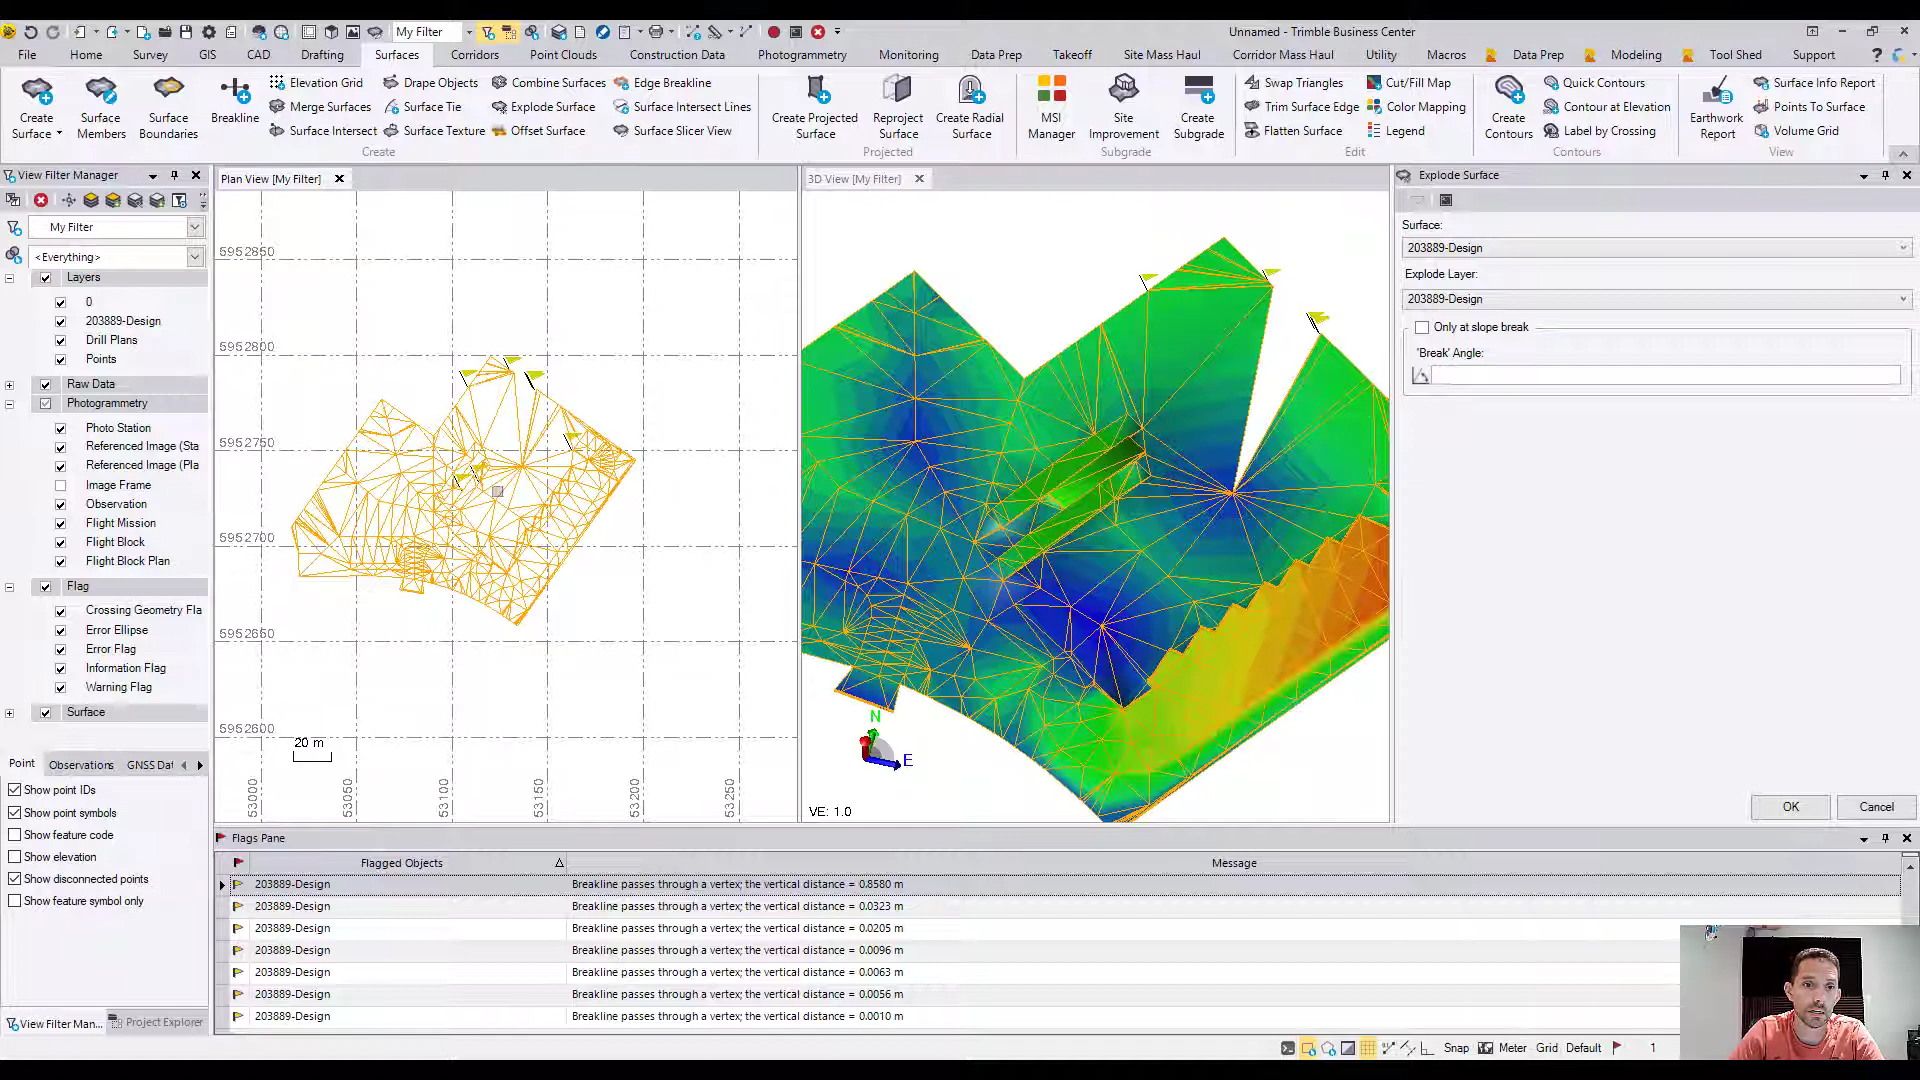 My Filter
Unnamed - Trimble Business Center
File Home Survey GIS CAD Drafting Surfaces Corridors Point Clouds Construction Data Photogrammetry Monitoring Data Prep Takeoff Site Mass Haul Corridor Mass Haul Utility Macros Data Prep Modeling Tool Shed Support
Create Surface
Surface Members
Surface Boundaries
Breakline
Elevation Grid
Merge Surfaces
Surface Intersect
Drape Objects
Surface Tie
Surface Texture
Combine Surfaces
Explode Surface
Offset Surface
Edge Breakline
Surface Intersect Lines
Surface Slicer View
Create
Create Projected Surface
Reproject Surface
Create Radial Surface
Projected
MSI Manager
Site Improvement
Create Subgrade
Subgrade
Swap Triangles
Trim Surface Edge
Flatten Surface
Cut/Fill Map
Color Mapping
Legend
Edit
Create Contours
Quick Contours
Contour at Elevation
Label by Crossing
Contours
Earthwork Report
Surface Info Report
Points To Surface
Volume Grid
View
View Filter Manager
My Filter
<Everything>
Layers
0
203889-Design
Drill Plans
Points
Raw Data
Photogrammetry
Photo Station
Referenced Image (Sta
Referenced Image (Pla
Image Frame
Observation
Flight Mission
Flight Block
Flight Block Plan
Flag
Crossing Geometry Fla
Error Ellipse
Error Flag
Information Flag
Warning Flag
Surface
Point Observations GNSS Dat
Show point IDs
Show point symbols
Show feature code
Show elevation
Show disconnected points
Show feature symbol only
View Filter Man... Project Explorer
Plan View [My Filter]
5952850
5952800
5952750
5952700
5952650
5952600
20 m
53000
53050
53100
53150
53200
53250
3D View [My Filter]
N
E
VE: 1.0
Explode Surface
Surface:
203889-Design
Explode Layer:
203889-Design
Only at slope break
'Break' Angle:
OK Cancel
Flags Pane
Flagged Objects Message
203889-Design Breakline passes through a vertex; the vertical distance = 0.8580 m
203889-Design Breakline passes through a vertex; the vertical distance = 0.0323 m
203889-Design Breakline passes through a vertex; the vertical distance = 0.0205 m
203889-Design Breakline passes through a vertex; the vertical distance = 0.0096 m
203889-Design Breakline passes through a vertex; the vertical distance = 0.0063 m
203889-Design Breakline passes through a vertex; the vertical distance = 0.0056 m
203889-Design Breakline passes through a vertex; the vertical distance = 0.0010 m
Snap Meter Grid Default 1